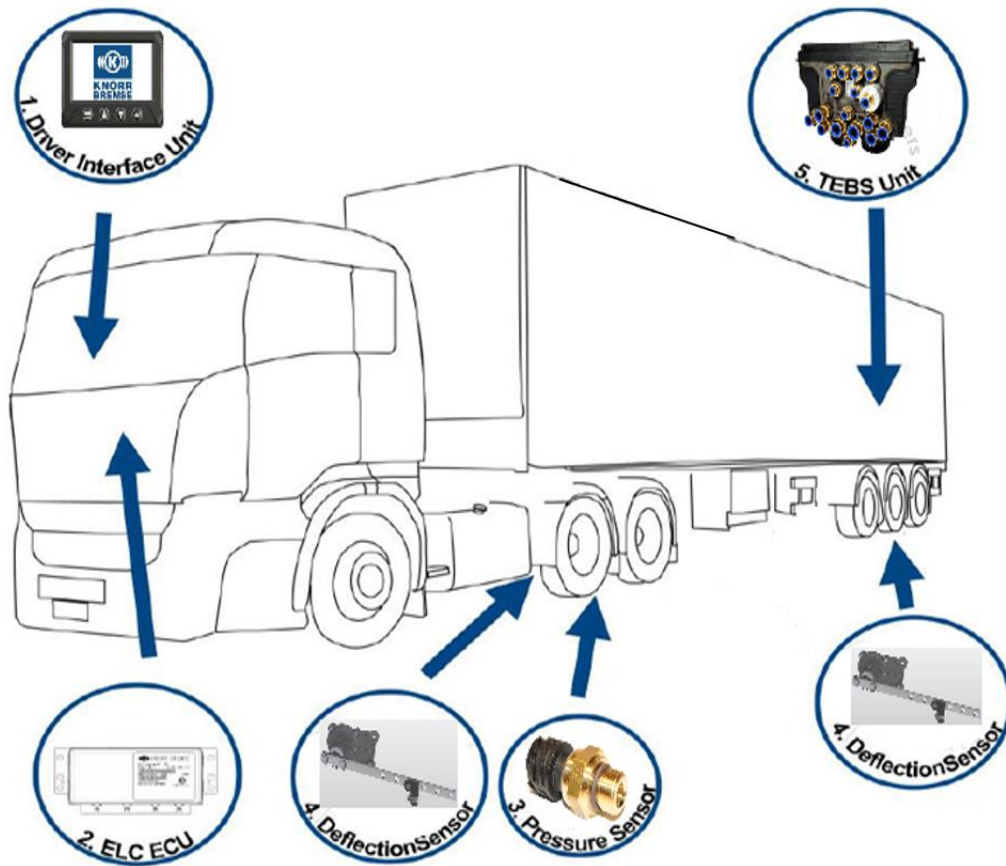 KNORR
BREMSE
1. Driver Interface Unit
5. TEBS Unit
2. ELC ECU
4. DeflectionSensor
3. Pressure Sensor
4. DeflectionSensor